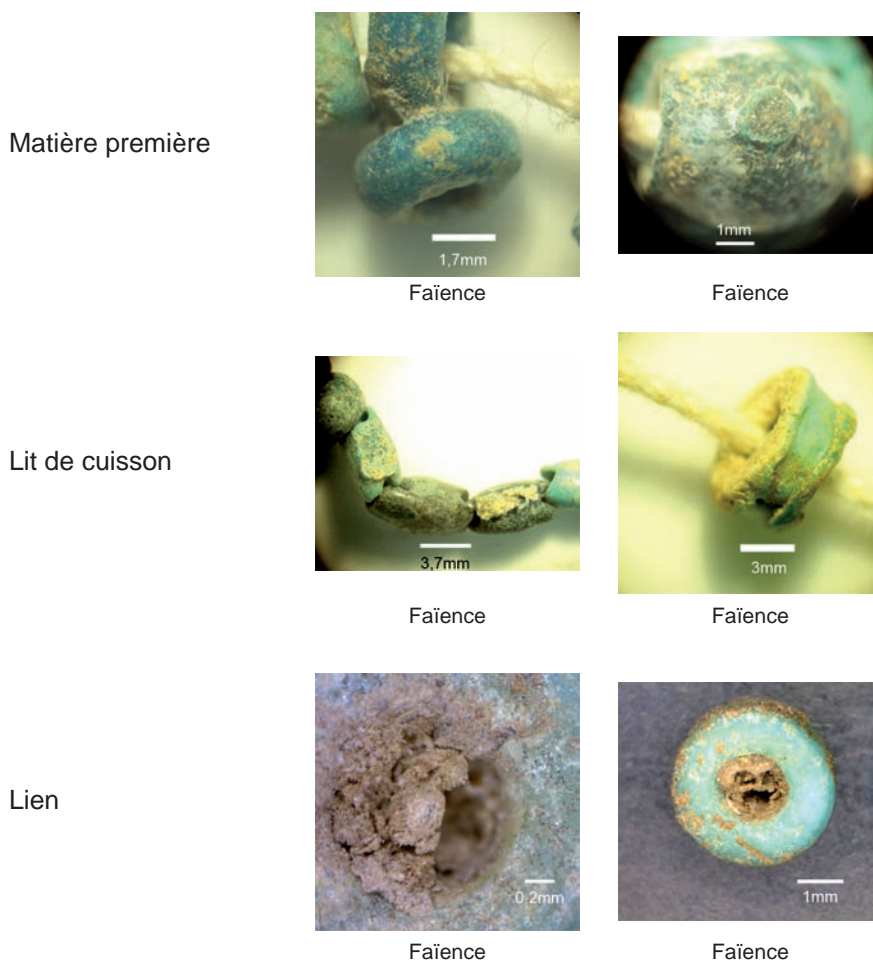 Matière première
1,7mm
1mm
Faïence
Faïence
Lit de cuisson
3,7mm
3mm
Faïence
Faïence
Lien
0 2mm
1mm
Faïence
Faïence